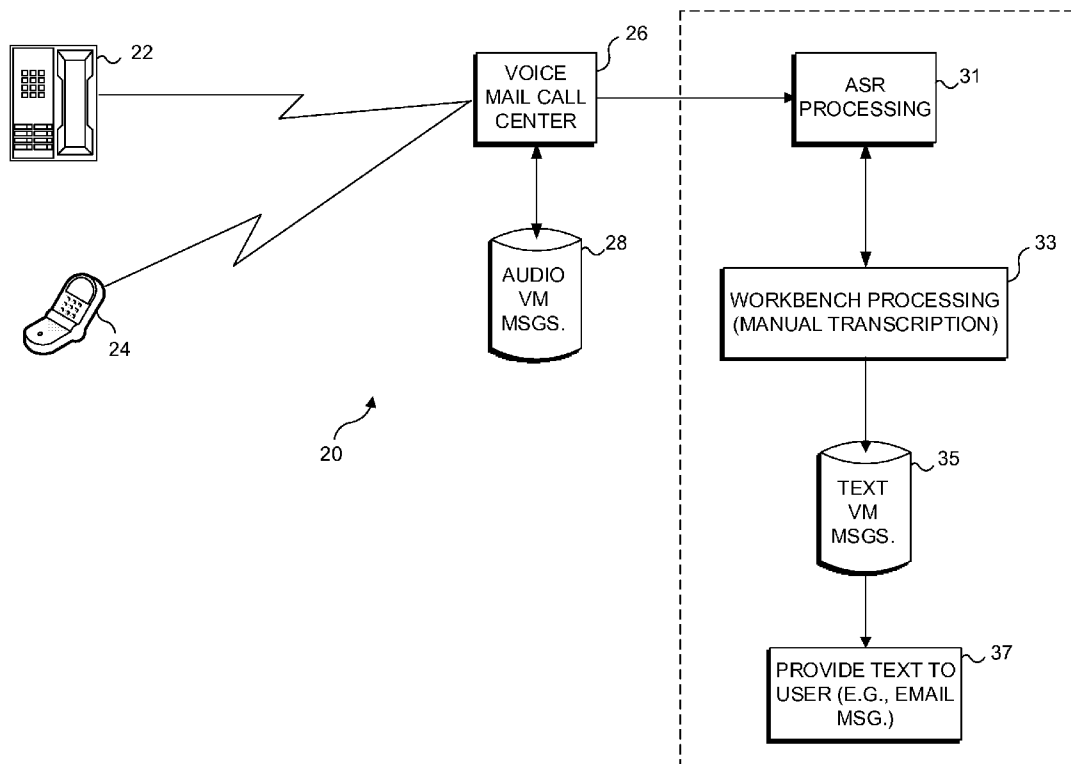 22
24
20
26
VOICE
MAIL CALL
CENTER
28
AUDIO
VM
MSGS.
31
ASR
PROCESSING
33
WORKBENCH PROCESSING
(MANUAL TRANSCRIPTION)
35
TEXT
VM
MSGS.
37
PROVIDE TEXT TO
USER (E.G., EMAIL
MSG.)